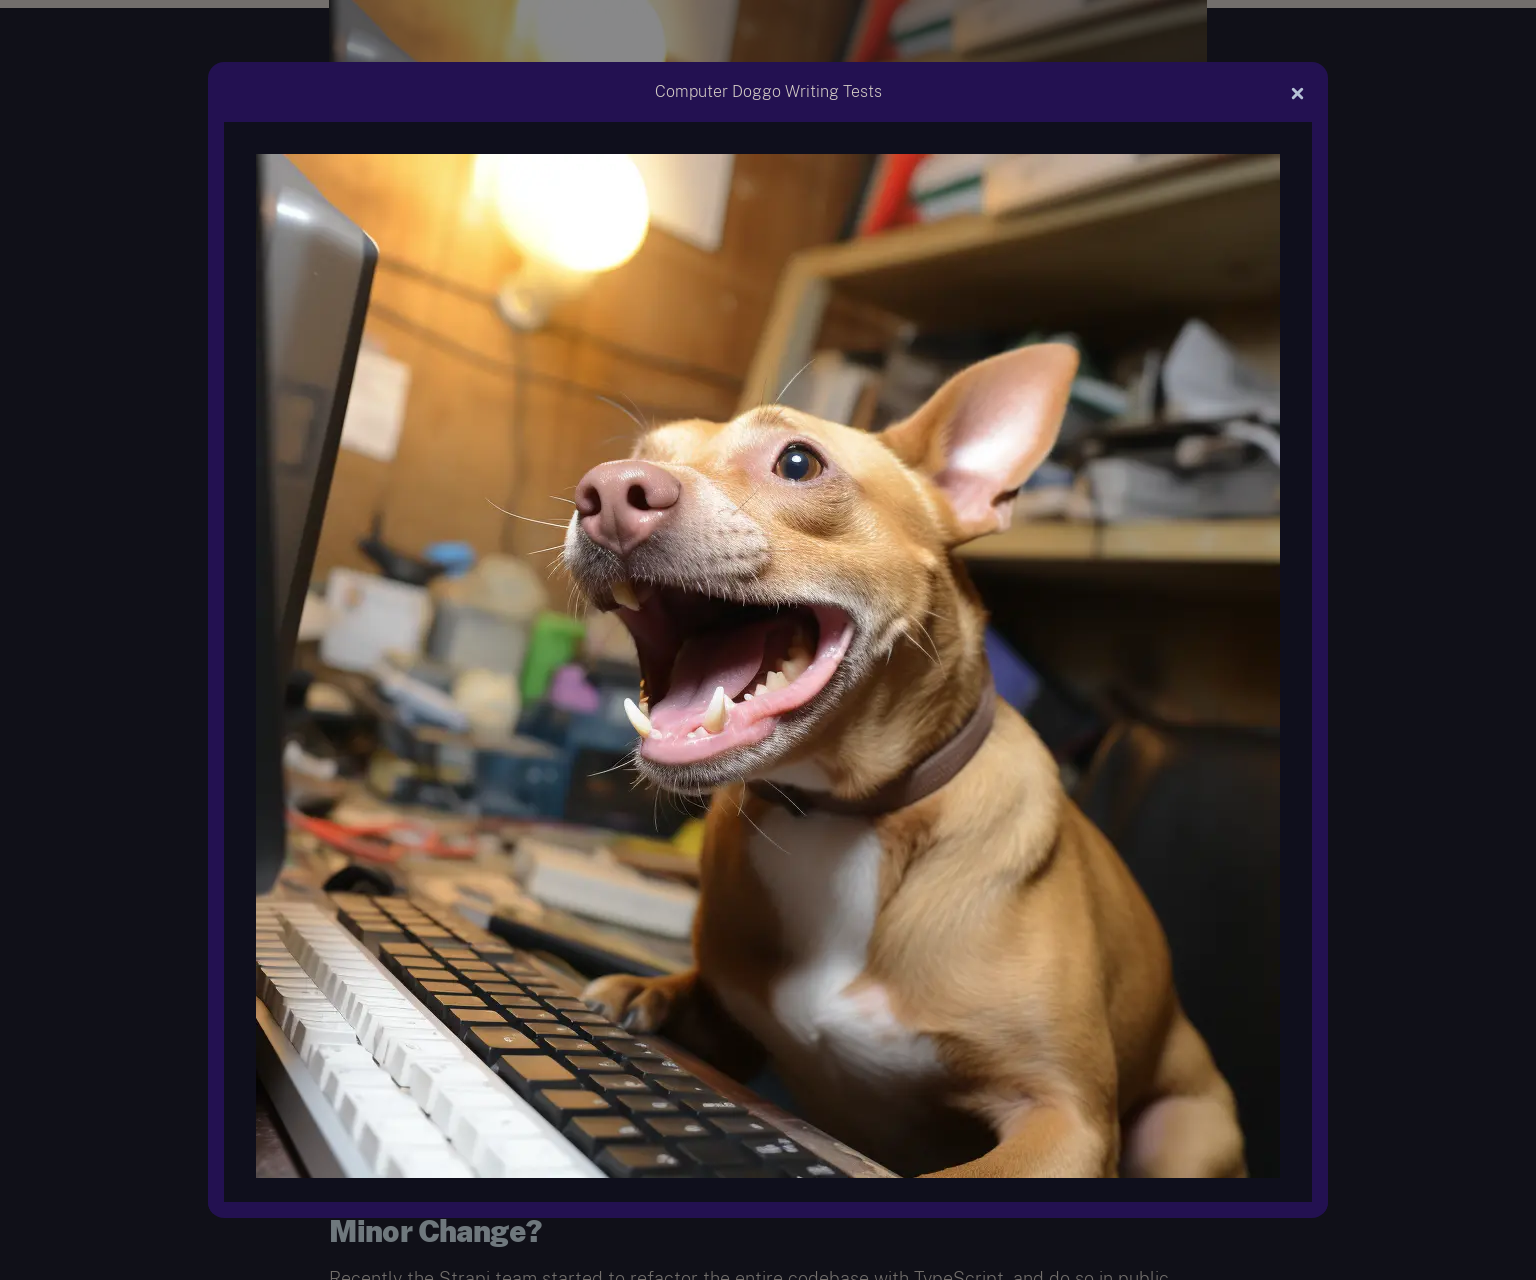 Computer Doggo Writing Tests
Minor Change?
Recently the Strapi team started to refactor the entire codebase with TypeScript, and do so in public.